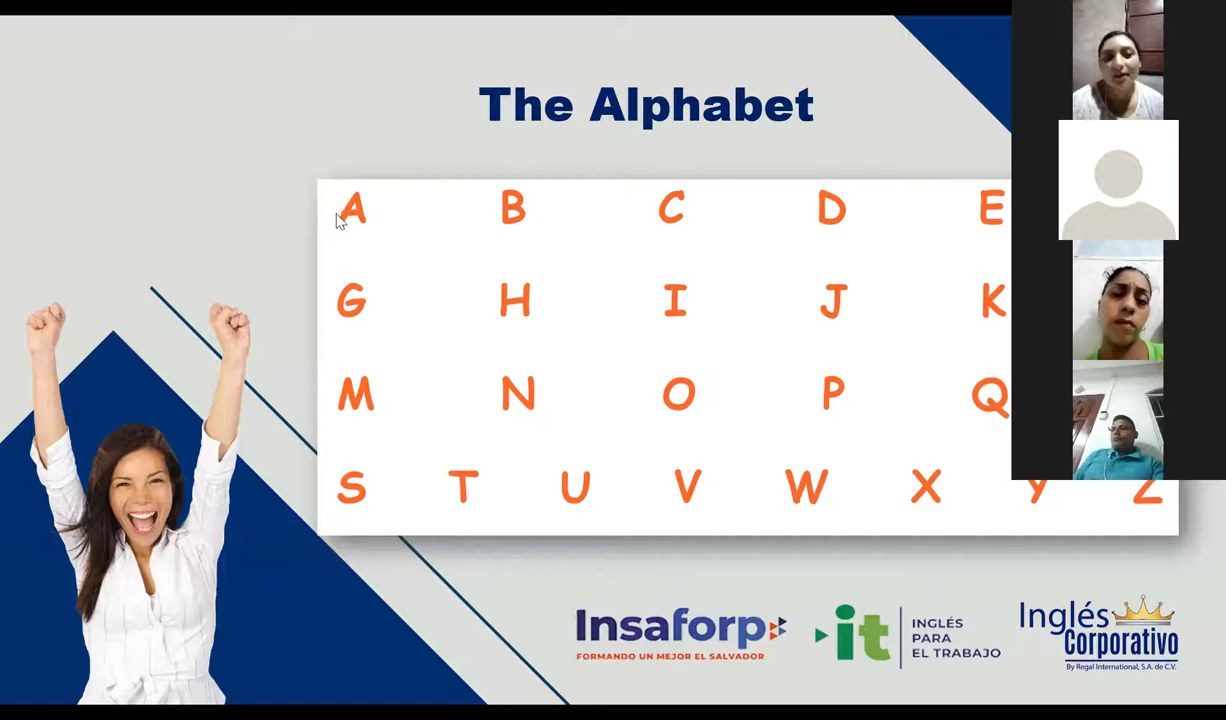 The Alphabet
A B C D E
G H I J K
M N O P Q
S T U V W X Y Z
Insaforp
FORMANDO UN MEJOR EL SALVADOR
it
INGLÉS
PARA
EL TRABAJO
Inglés
Corporativo
By Regal International, S.A. de C.V.